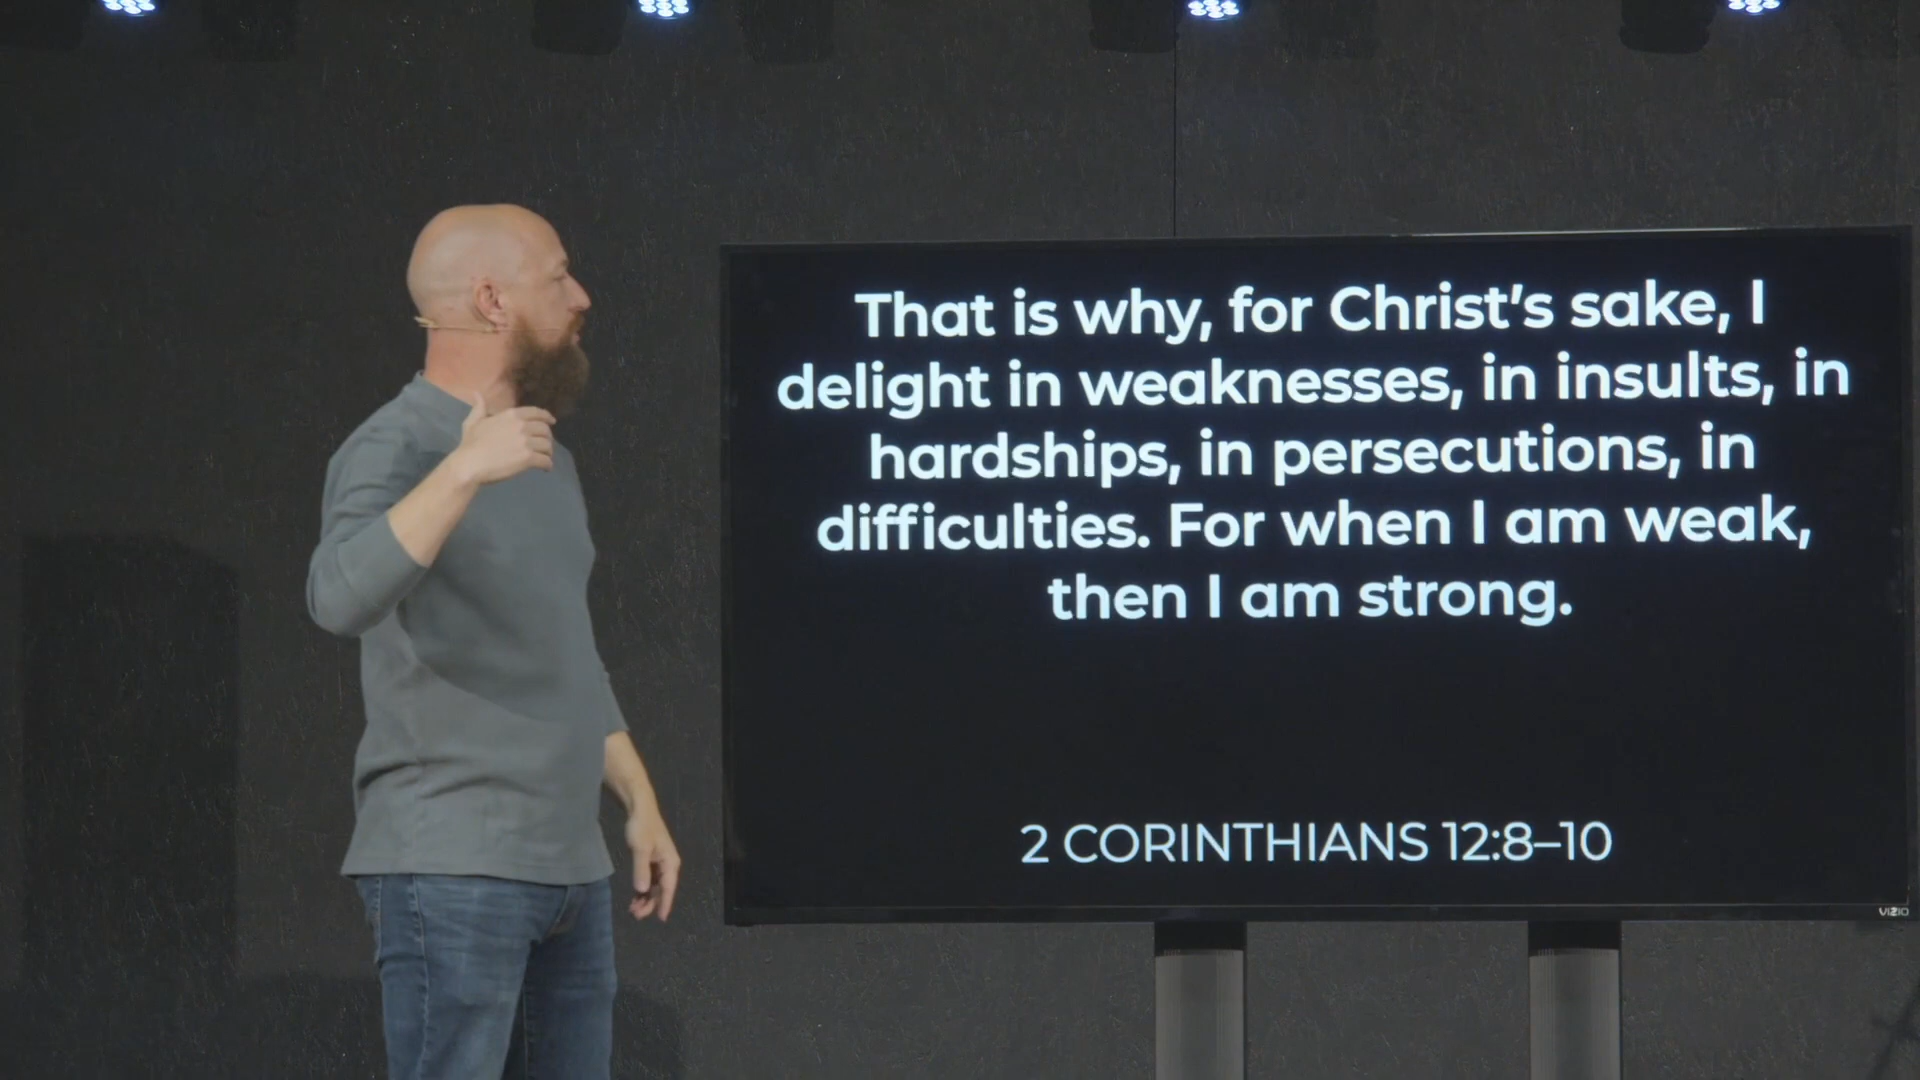 That is why, for Christ's sake, I
delight in weaknesses, in insults, in
hardships, in persecutions, in
difficulties. For when I am weak,
then I am strong.
2 CORINTHIANS 12:8–10
VIZIO